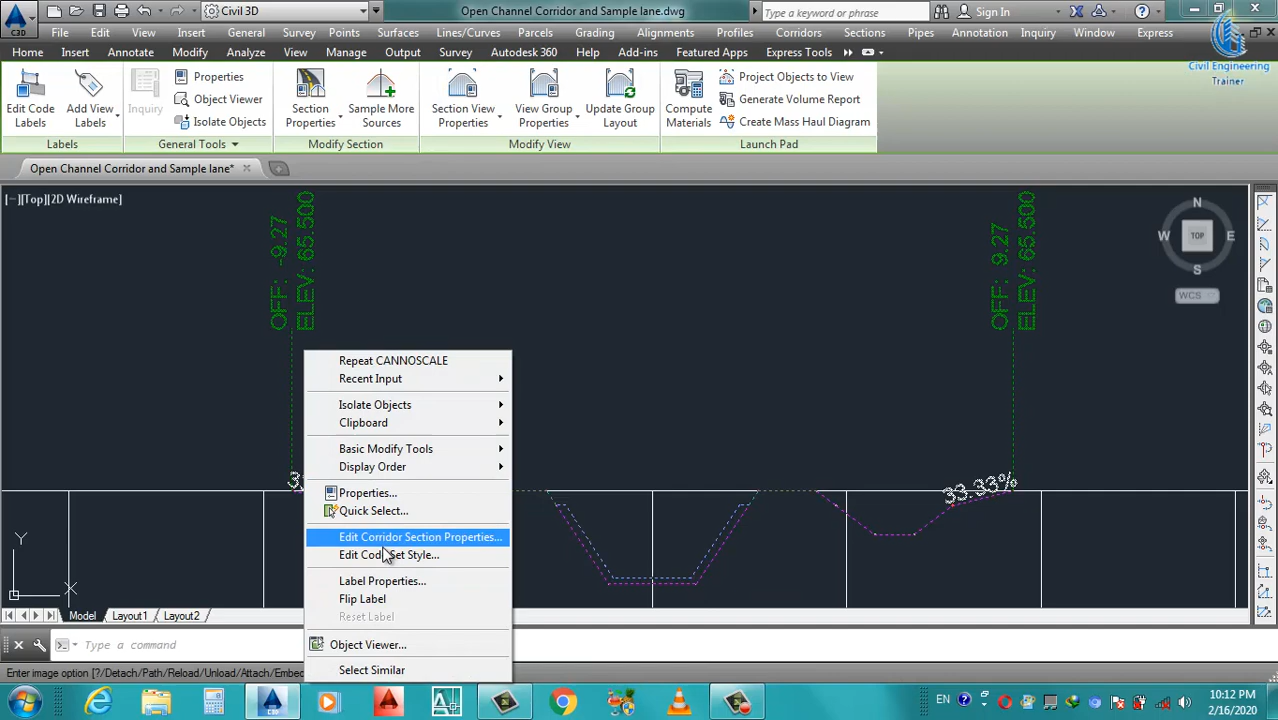 C3D
Civil 3D
Open Channel Corridor and Sample lane.dwg
Type a keyword or phrase
Sign In
File Edit View Insert General Survey Points Surfaces Lines/Curves Parcels Grading Alignments Profiles Corridors Sections Pipes Annotation Inquiry Window Express
Home Insert Annotate Modify Analyze View Manage Output Survey Autodesk 360 Help Add-ins Featured Apps Express Tools
Civil Engineering
Trainer
Edit Code Labels
Add View Labels
Inquiry
Properties
Object Viewer
Isolate Objects
Section Properties
Sample More Sources
Section View Properties
View Group Properties
Update Group Layout
Compute Materials
Project Objects to View
Generate Volume Report
Create Mass Haul Diagram
Labels General Tools Modify Section Modify View Launch Pad
Open Channel Corridor and Sample lane*
[−][Top][2D Wireframe]
OFF: -9.27
ELEV: 65.500
OFF: 9.27
ELEV: 65.500
N
W TOP E
S
WCS
33.33%
Repeat CANNOSCALE
Recent Input
Isolate Objects
Clipboard
Basic Modify Tools
Display Order
Properties...
Quick Select...
Edit Corridor Section Properties...
Edit Code Set Style...
Label Properties...
Flip Label
Reset Label
Object Viewer...
Select Similar
Y
X
Model Layout1 Layout2
Type a command
Enter image option [?/Detach/Path/Reload/Unload/Attach/Embed
EN
10:12 PM
2/16/2020